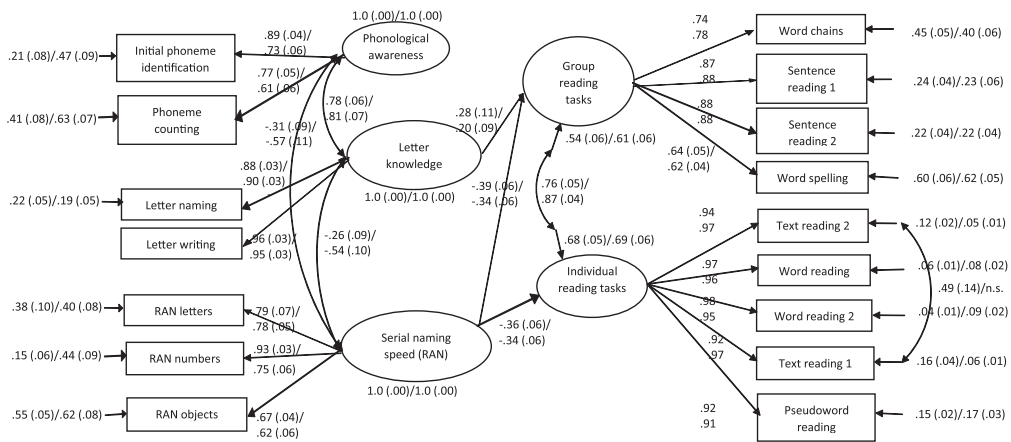 1.0 (.00)/1.0 (.00)
Phonological
awareness
.89 (.04)/
.73 (.06)
.21 (.08)/.47 (.09)
Initial phoneme
identification
.77 (.05)/
.61 (.06)
.41 (.08)/.63 (.07)
Phoneme
counting
.78 (.06)/
.81 (.07)
-.31 (.09)/
-.57 (.11)
Letter
knowledge
1.0 (.00)/1.0 (.00)
.88 (.03)/
.90 (.03)
.22 (.05)/.19 (.05)
Letter naming
Letter writing
.96 (.03)/
.95 (.03)
-.26 (.09)/
-.54 (.10)
.38 (.10)/.40 (.08)
RAN letters
.79 (.07)/
.78 (.05)
.15 (.06)/.44 (.09)
RAN numbers
.93 (.03)/
.75 (.06)
.55 (.05)/.62 (.08)
RAN objects
.67 (.04)/
.62 (.06)
Serial naming
speed (RAN)
1.0 (.00)/1.0 (.00)
.28 (.11)/
.20 (.09)
-.39 (.06)/
-.34 (.06)
-.36 (.06)/
-.34 (.06)
Group
reading
tasks
.54 (.06)/.61 (.06)
.76 (.05)/
.87 (.04)
.68 (.05)/.69 (.06)
Individual
reading tasks
.74
.78
Word chains
.45 (.05)/.40 (.06)
.87
.88
Sentence
reading 1
.24 (.04)/.23 (.06)
.88
.88
Sentence
reading 2
.22 (.04)/.22 (.04)
.64 (.05)/
.62 (.04)
Word spelling
.60 (.06)/.62 (.05)
.94
.97
Text reading 2
.12 (.02)/.05 (.01)
.97
.96
Word reading
.06 (.01)/.08 (.02)
.49 (.14)/n.s.
.98
.95
Word reading 2
.04 (.01)/.09 (.02)
.92
.97
Text reading 1
.16 (.04)/.06 (.01)
.92
.91
Pseudoword
reading
.15 (.02)/.17 (.03)